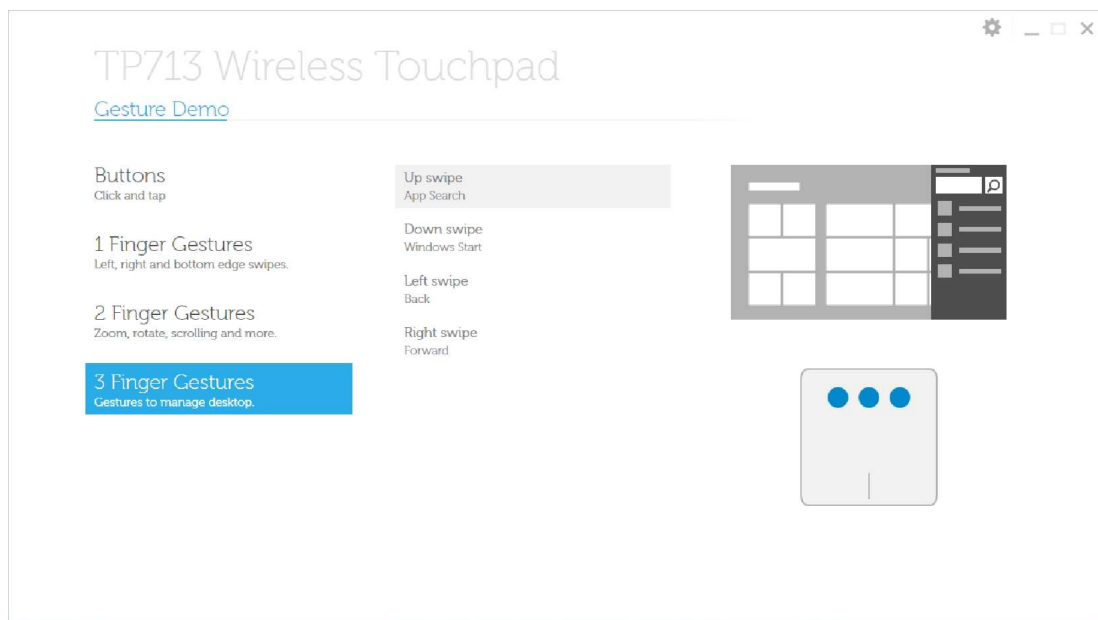 TP713 Wireless Touchpad
Gesture Demo
Buttons
Click and tap
1 Finger Gestures
Left, right and bottom edge swipes.
2 Finger Gestures
Zoom, rotate, scrolling and more.
3 Finger Gestures
Gestures to manage desktop.
Up swipe
App Search
Down swipe
Windows Start
Left swipe
Back
Right swipe
Forward